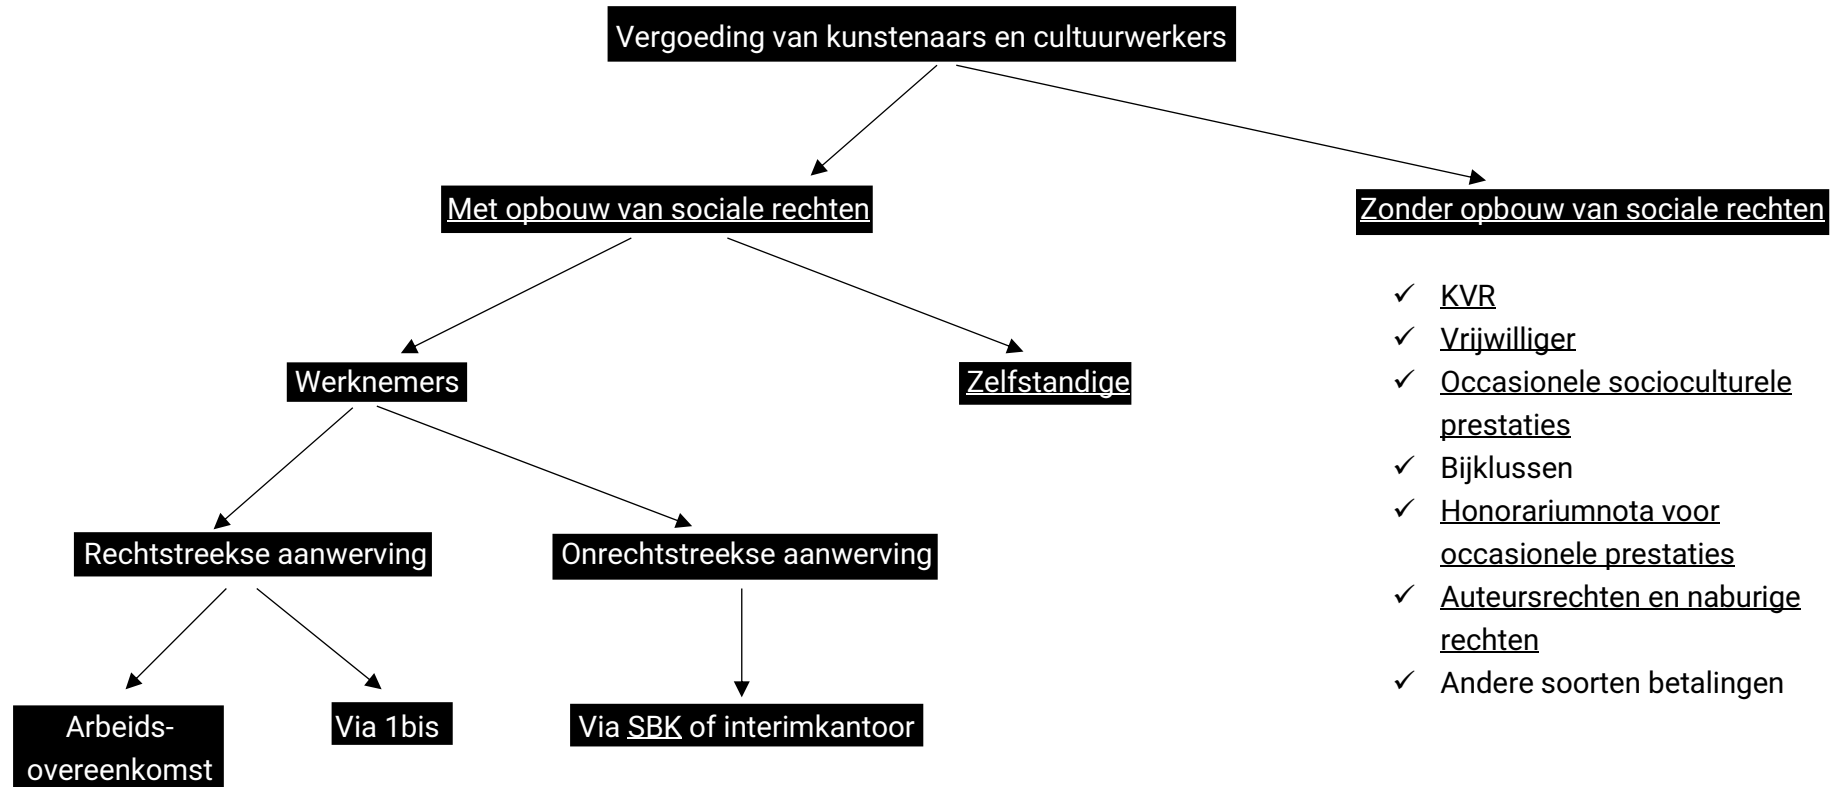 Vergoeding van kunstenaars en cultuurwerkers
Met opbouw van sociale rechten
Zonder opbouw van sociale rechten
KVR
Vrijwilliger
Occasionele socioculturele
prestaties
Bijklussen
Honorariumnota voor
occasionele prestaties
Auteursrechten en naburige
rechten
Andere soorten betalingen
Werknemers
Zelfstandige
Rechtstreekse aanwerving
Onrechtstreekse aanwerving
Arbeids-
overeenkomst
Via 1bis
Via SBK of interimkantoor